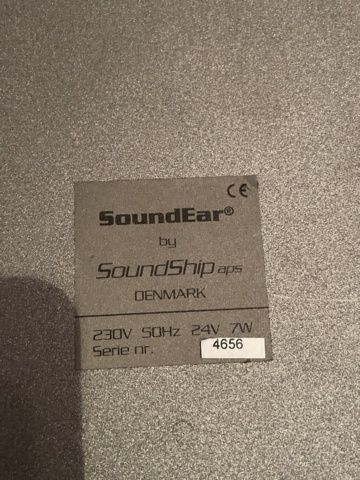 CE
SoundEar®
by
SoundShip aps
DENMARK
230V 50Hz 24V 7W
Serie nr. 4656